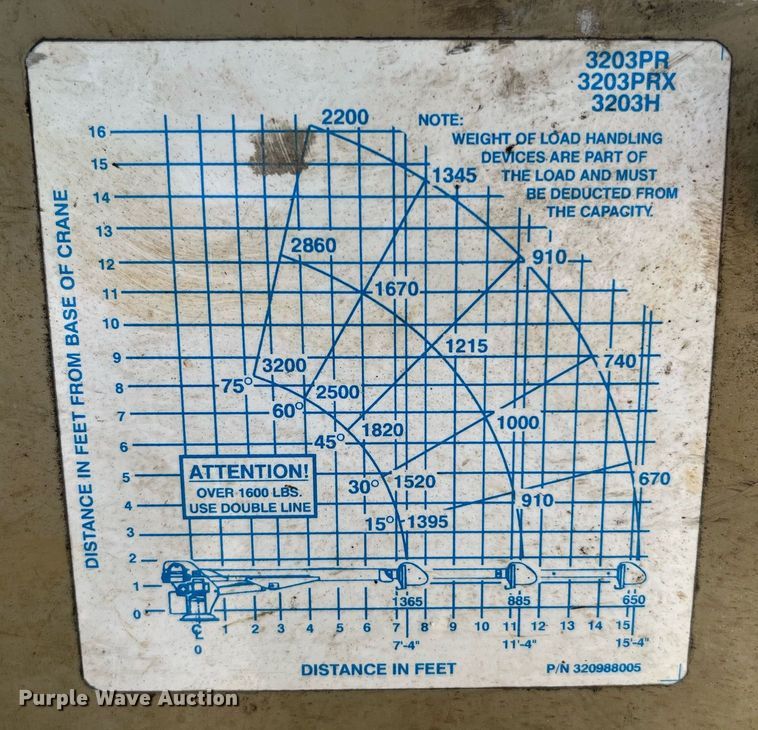 3203PR
3203PRX
3203H
NOTE:
WEIGHT OF LOAD HANDLING
DEVICES ARE PART OF
THE LOAD AND MUST
BE DEDUCTED FROM
THE CAPACITY.
DISTANCE IN FEET FROM BASE OF CRANE
16
15
14
13
12
11
10
9
8
7
6
5
4
3
2
1
0
2200
1345
910
740
670
2860
1670
1215
1000
910
3200
2500
1820
1520
1395
75°
60°
45°
30°
15°
ATTENTION!
OVER 1600 LBS.
USE DOUBLE LINE
1365 885 650
℄ 1 2 3 4 5 6 7 8 9 10 11 12 13 14 15
0 7'-4" 11'-4" 15'-4"
DISTANCE IN FEET
P/N 320988005
Purple Wave Auction